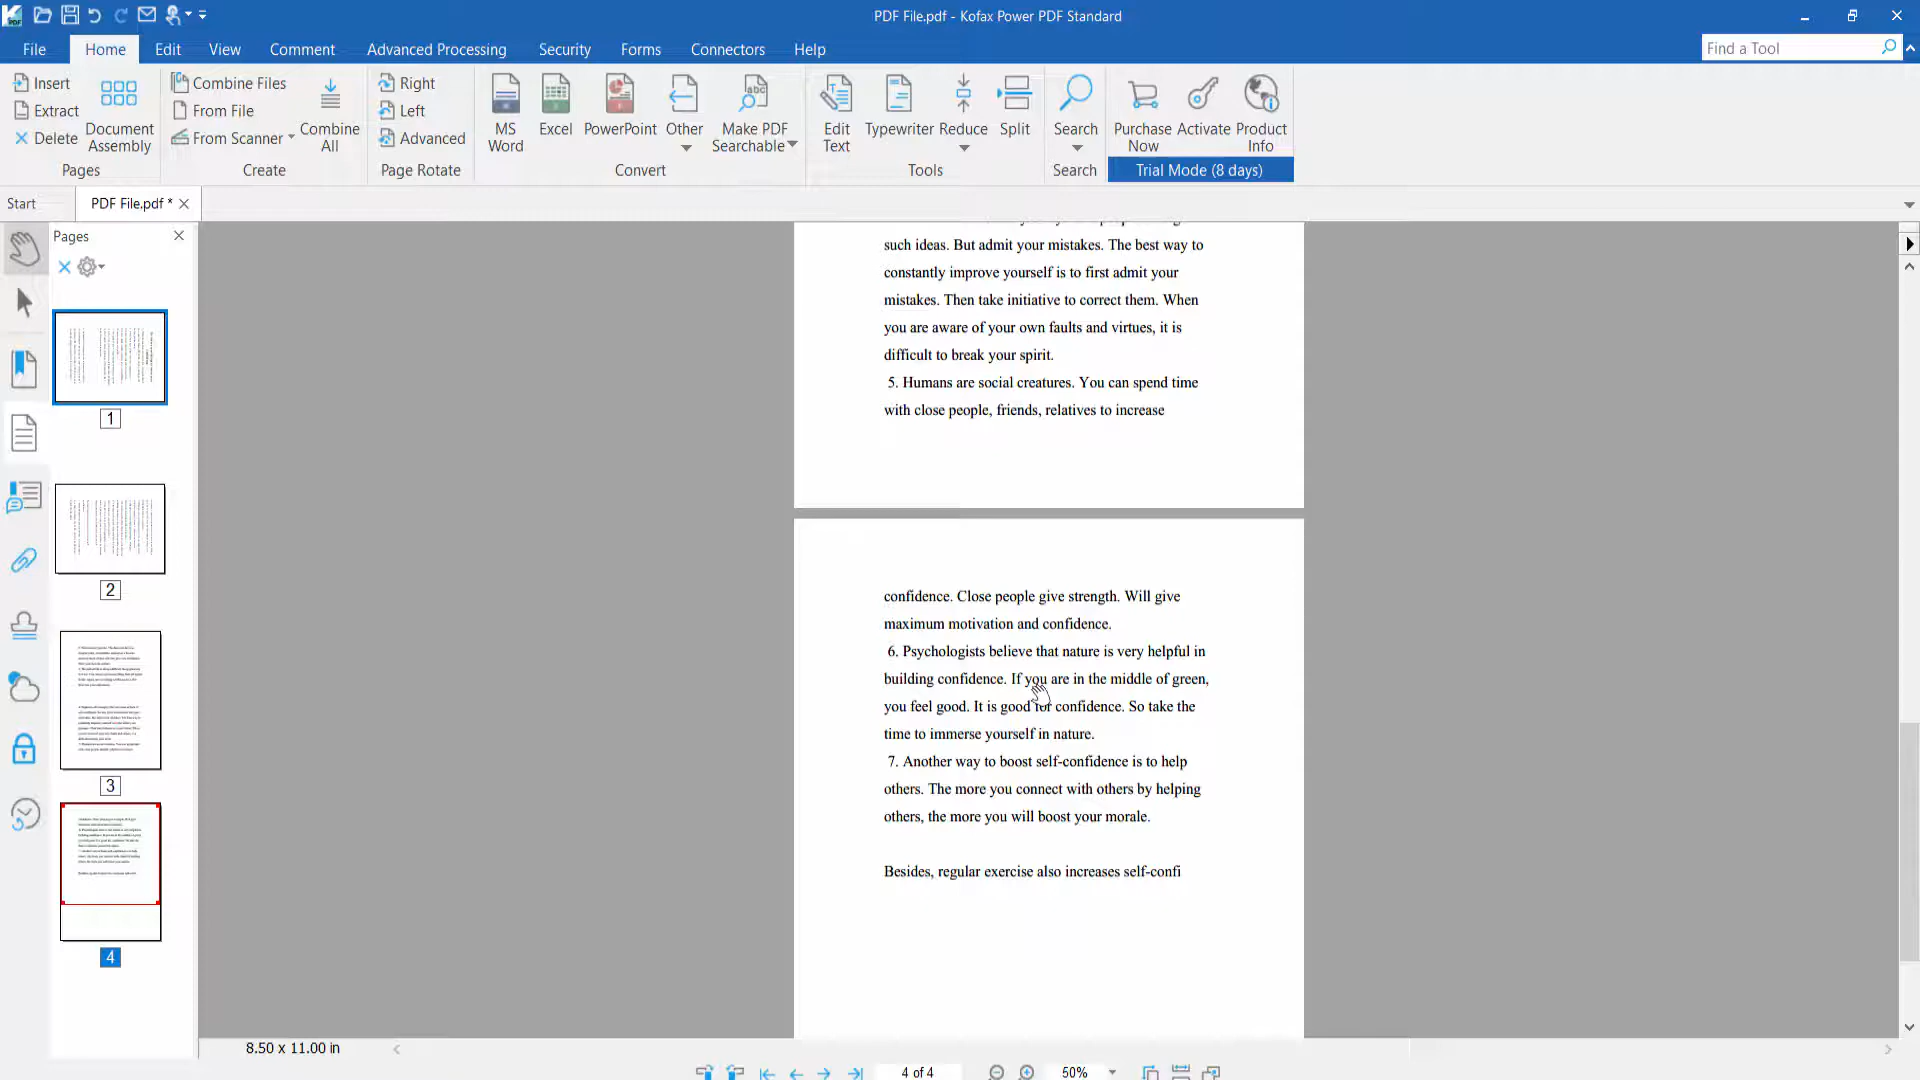 PDF File.pdf - Kofax Power PDF Standard
File Home Edit View Comment Advanced Processing Security Forms Connectors Help
Find a Tool
Insert
Extract
Delete
Document Assembly
Pages
Combine Files
From File
From Scanner
Combine All
Create
Right
Left
Advanced
Page Rotate
MS Word
Excel
PowerPoint
Other
Make PDF Searchable
Convert
Edit Text
Typewriter
Reduce
Split
Tools
Search
Search
Purchase Now
Activate
Product Info
Trial Mode (8 days)
Start
PDF File.pdf *
Pages
1
2
3
4
such ideas. But admit your mistakes. The best way to
constantly improve yourself is to first admit your
mistakes. Then take initiative to correct them. When
you are aware of your own faults and virtues, it is
difficult to break your spirit.
5. Humans are social creatures. You can spend time
with close people, friends, relatives to increase
confidence. Close people give strength. Will give
maximum motivation and confidence.
6. Psychologists believe that nature is very helpful in
building confidence. If you are in the middle of green,
you feel good. It is good for confidence. So take the
time to immerse yourself in nature.
7. Another way to boost self-confidence is to help
others. The more you connect with others by helping
others, the more you will boost your morale.
Besides, regular exercise also increases self-confi
8.50 x 11.00 in
4 of 4
50%